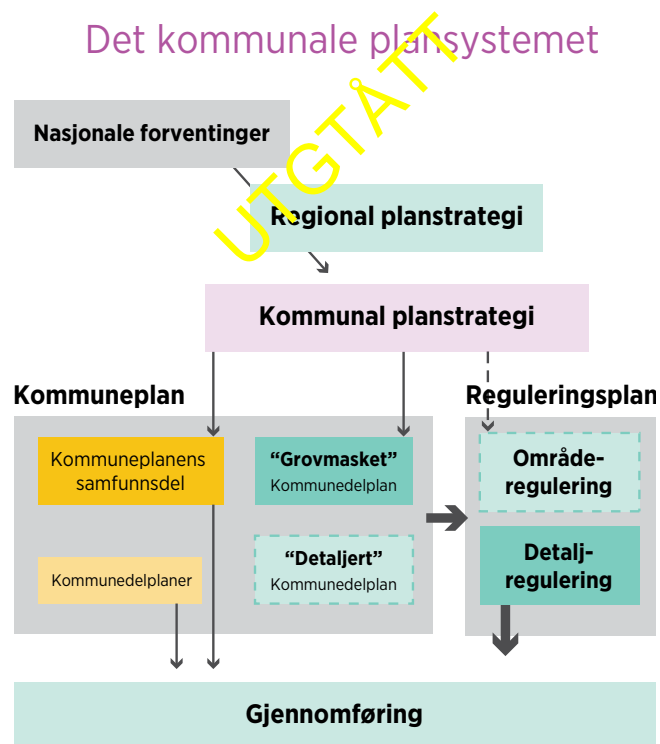 Det kommunale plansystemet
UTGTÅTT
Nasjonale forventinger
Regional planstrategi
Kommunal planstrategi
Kommuneplan
Kommuneplanens
samfunnsdel
Kommunedelplaner
“Grovmasket”
Kommunedelplan
“Detaljert”
Kommunedelplan
Reguleringsplan
Område-
regulering
Detalj-
regulering
Gjennomføring